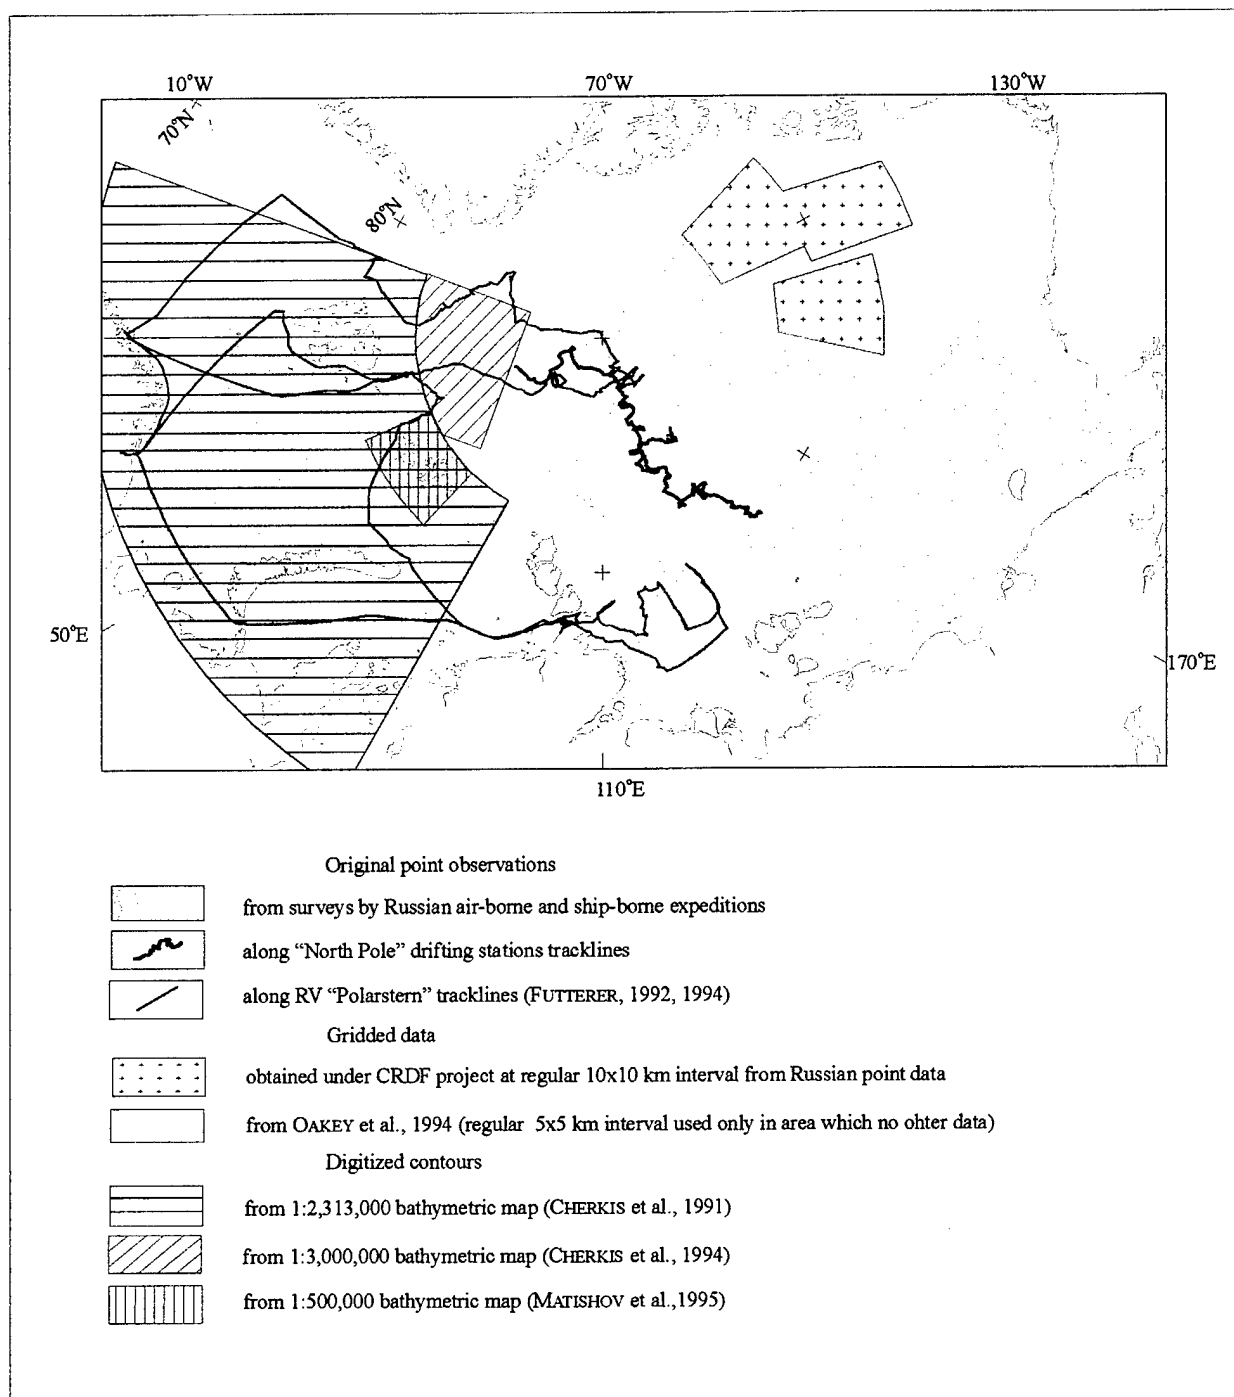 10°W 70°W 130°W
70°N
80°N
50°E
170°E
110°E
Original point observations
from surveys by Russian air-borne and ship-borne expeditions
along “North Pole” drifting stations tracklines
along RV “Polarstern” tracklines (FUTTERER, 1992, 1994)
Gridded data
obtained under CRDF project at regular 10x10 km interval from Russian point data
from OAKEY et al., 1994 (regular 5x5 km interval used only in area which no ohter data)
Digitized contours
from 1:2,313,000 bathymetric map (CHERKIS et al., 1991)
from 1:3,000,000 bathymetric map (CHERKIS et al., 1994)
from 1:500,000 bathymetric map (MATISHOV et al.,1995)